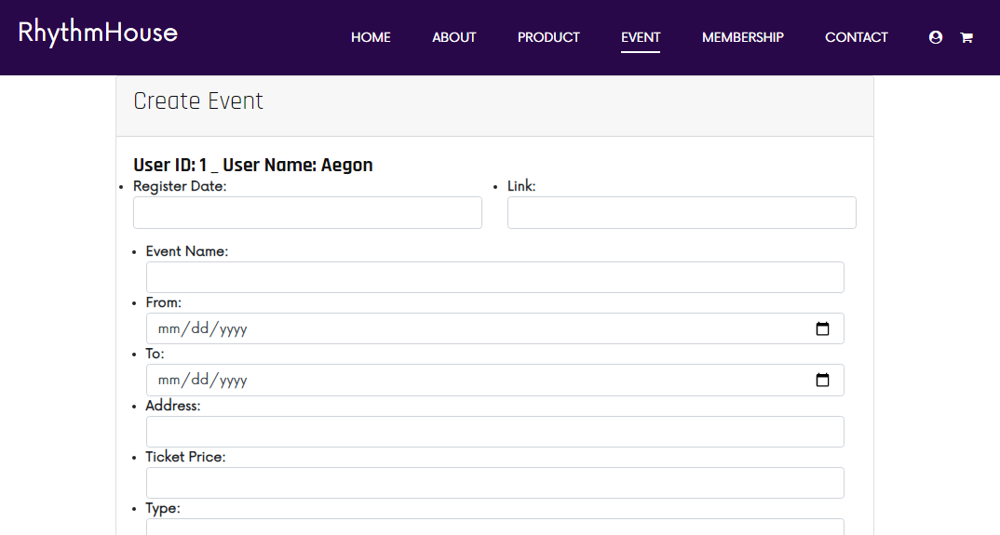 RhythmHouse
HOME ABOUT PRODUCT EVENT MEMBERSHIP CONTACT
Create Event
User ID: 1 _ User Name: Aegon
• Register Date: • Link:
• Event Name:
• From:
mm/dd/yyyy
• To:
mm/dd/yyyy
• Address:
• Ticket Price:
• Type: